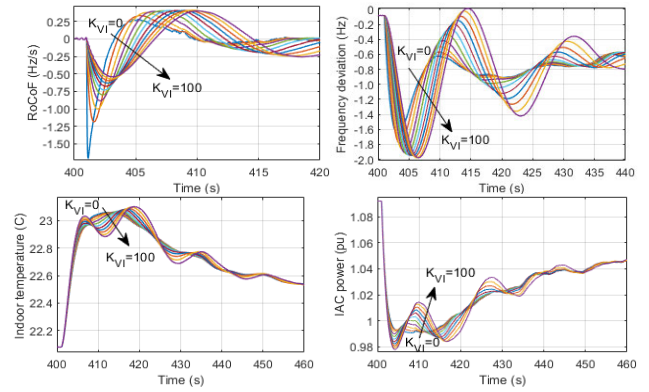 K_VI=0
K_VI=100
RoCoF (Hz/s)
0.25
0.00
-0.25
-0.50
-0.75
-1.00
-1.25
-1.50
400 405 410 415 420
Time (s)
K_VI=0
K_VI=100
Frequency deviation (Hz)
0
-0.2
-0.4
-0.6
-0.8
-1.0
-1.2
-1.4
-1.6
-1.8
-2.0
400 405 410 415 420 425 430 435 440
Time (s)
K_VI=0
K_VI=100
Indoor temperature (C)
23
22.8
22.6
22.4
22.2
400 410 420 430 440 450 460
Time (s)
K_VI=100
K_VI=0
IAC power (pu)
1.08
1.06
1.04
1.02
1.00
0.98
400 410 420 430 440 450 460
Time (s)